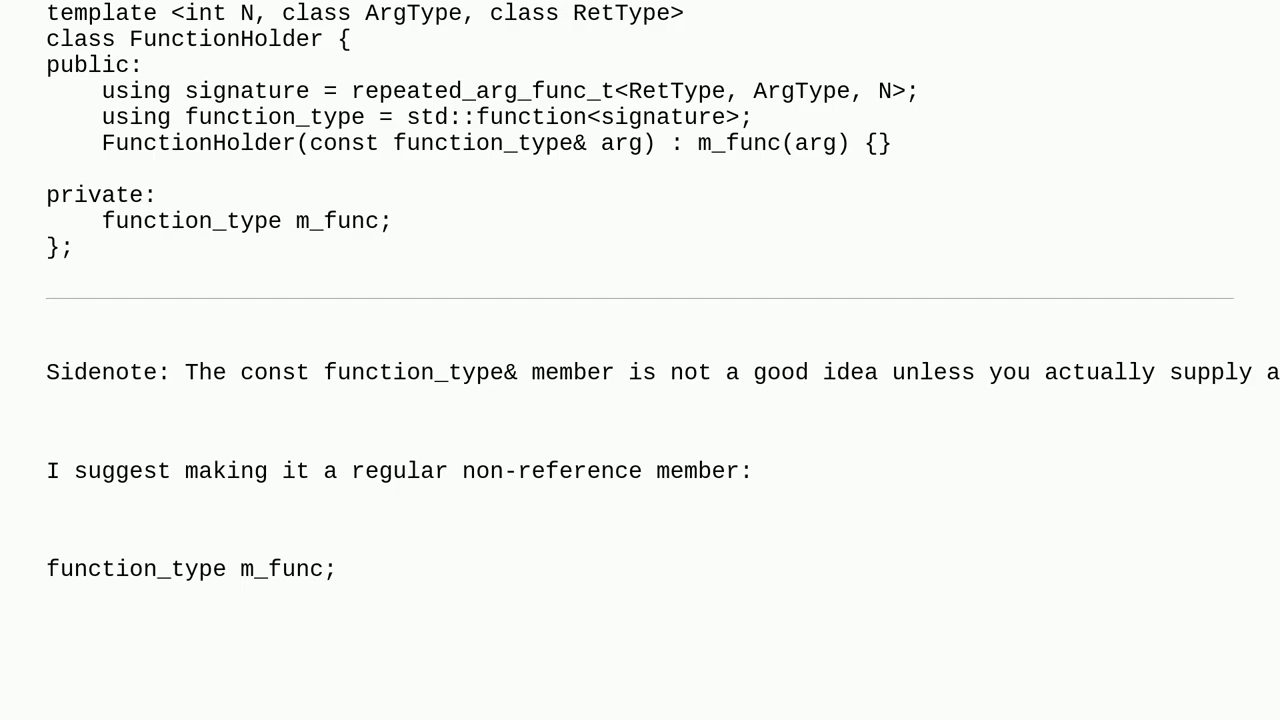 template <int N, class ArgType, class RetType>
class FunctionHolder {
public:
    using signature = repeated_arg_func_t<RetType, ArgType, N>;
    using function_type = std::function<signature>;
    FunctionHolder(const function_type& arg) : m_func(arg) {}
private:
    function_type m_func;
};
Sidenote: The const function_type& member is not a good idea unless you actually supply a
I suggest making it a regular non-reference member:
function_type m_func;